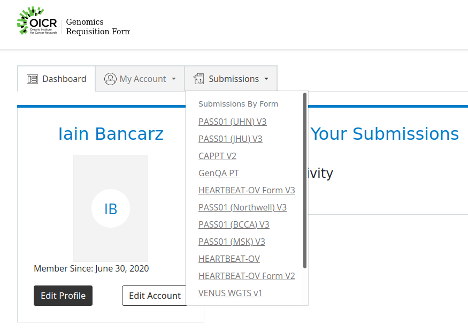 OICR
Ontario Institute
for Cancer Research
Genomics
Requisition Form
Dashboard
My Account
Submissions
Submissions By Form
PASS01 (UHN) V3
PASS01 (JHU) V3
CAPPT V2
GenQA PT
HEARTBEAT-OV Form V3
PASS01 (Northwell) V3
PASS01 (BCCA) V3
PASS01 (MSK) V3
HEARTBEAT-OV
HEARTBEAT-OV Form V2
VENUS WGTS v1
Iain Bancarz
IB
Member Since: June 30, 2020
Edit Profile
Edit Account
Your Submissions
ivity